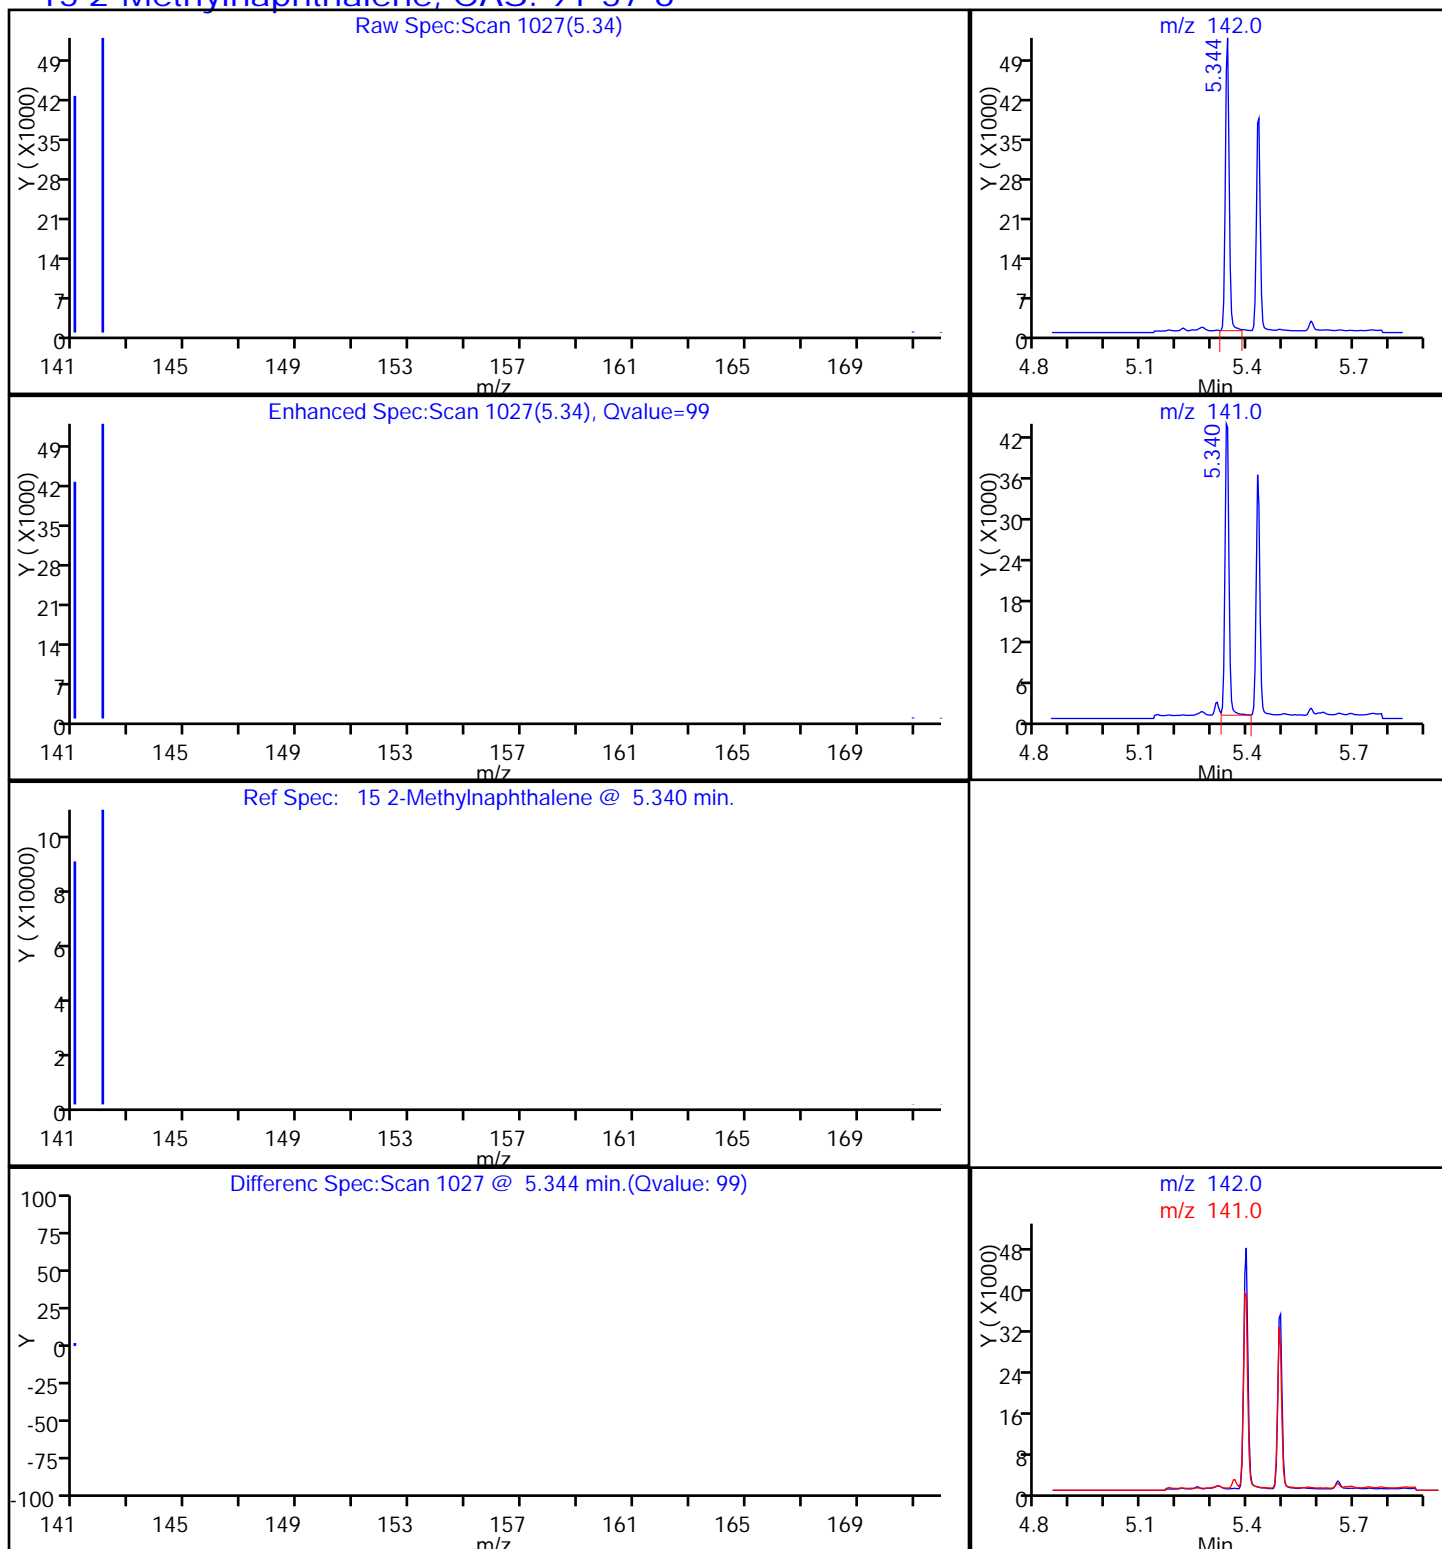 15 2-Methylnaphthalene, CAS: 91-57-6
Raw Spec:Scan 1027(5.34)
Y ( X1000)
49
42
35
28
21
14
7
0
141 145 149 153 157 161 165 169
m/z
m/z 142.0
5.344
Y ( X1000)
49
42
35
28
21
14
7
0
4.8 5.1 5.4 5.7
Min
Enhanced Spec:Scan 1027(5.34), Qvalue=99
Y ( X1000)
49
42
35
28
21
14
7
0
141 145 149 153 157 161 165 169
m/z
m/z 141.0
5.340
Y ( X1000)
42
36
30
24
18
12
6
0
4.8 5.1 5.4 5.7
Min
Ref Spec: 15 2-Methylnaphthalene @ 5.340 min.
Y ( X10000)
10
8
6
4
2
0
141 145 149 153 157 161 165 169
m/z
Differenc Spec:Scan 1027 @ 5.344 min.(Qvalue: 99)
Y
100
75
50
25
0
-25
-50
-75
-100
141 145 149 153 157 161 165 169
m/z
m/z 142.0
m/z 141.0
Y ( X1000)
48
40
32
24
16
8
0
4.8 5.1 5.4 5.7
Min